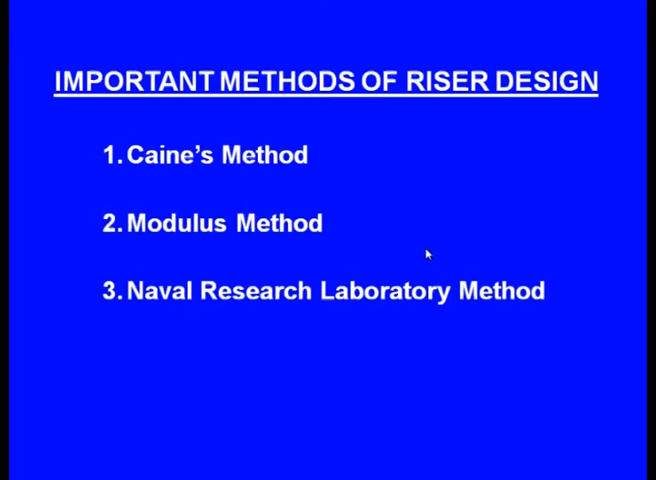 IMPORTANT METHODS OF RISER DESIGN
1. Caine's Method
2. Modulus Method
3. Naval Research Laboratory Method